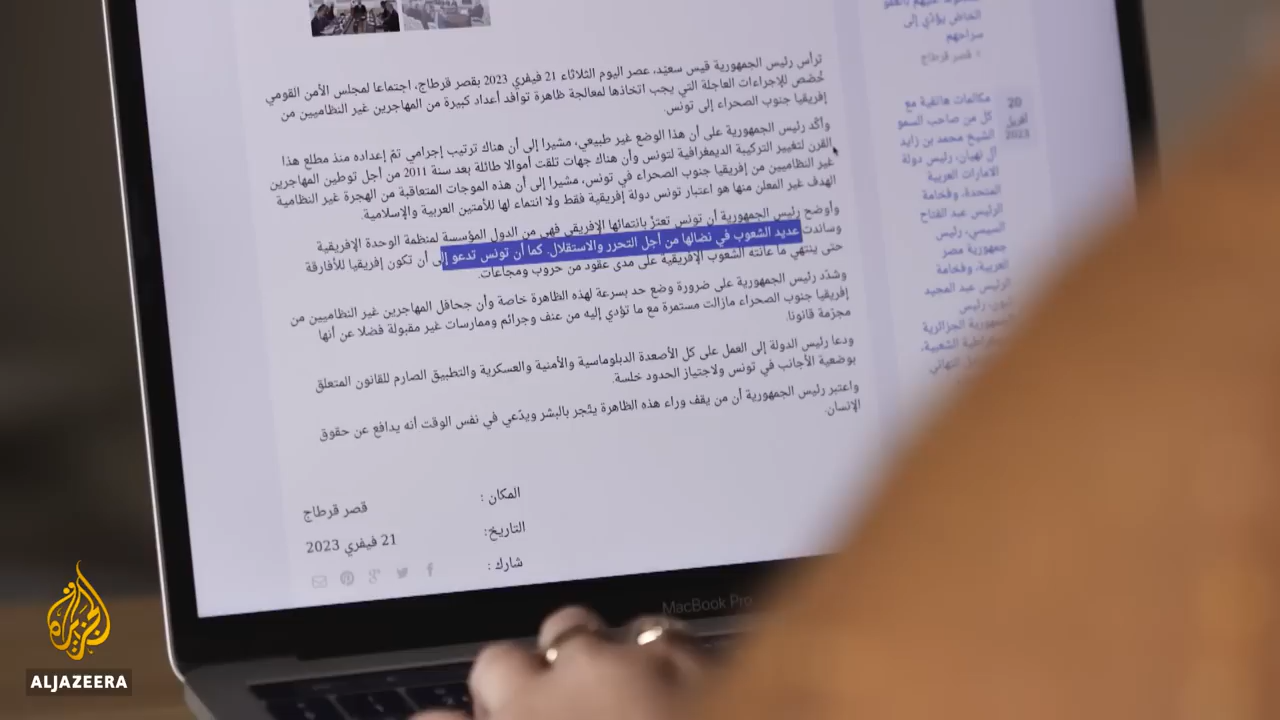 ترأس رئيس الجمهورية قيس سعيّد، عصر اليوم الثلاثاء 21 فيفري 2023 بقصر قرطاج، اجتماعا لمجلس الأمن القومي
خُصّص للإجراءات العاجلة التي يجب اتخاذها لمعالجة ظاهرة توافد أعداد كبيرة من المهاجرين غير النظاميين من
إفريقيا جنوب الصحراء إلى تونس.
وأكّد رئيس الجمهورية على أن هذا الوضع غير طبيعي، مشيرا إلى أن هناك ترتيب إجرامي تمّ إعداده منذ مطلع هذا
القرن لتغيير التركيبة الديمغرافية لتونس وأن هناك جهات تلقت أموالا طائلة بعد سنة 2011 من أجل توطين المهاجرين
غير النظاميين من إفريقيا جنوب الصحراء في تونس، مشيرا إلى أن هذه الموجات المتعاقبة من الهجرة غير النظامية
الهدف غير المعلن منها هو اعتبار تونس دولة إفريقية فقط ولا انتماء لها للأمتين العربية والإسلامية.
وأوضح رئيس الجمهورية أن تونس تعتزّ بانتمائها الإفريقي فهي من الدول المؤسسة لمنظمة الوحدة الإفريقية
وساندت عديد الشعوب في نضالها من أجل التحرر والاستقلال. كما أن تونس تدعو إلى أن تكون إفريقيا للأفارقة
حتى ينتهي ما عانته الشعوب الإفريقية على مدى عقود من حروب ومجاعات.
وشدّد رئيس الجمهورية على ضرورة وضع حد بسرعة لهذه الظاهرة خاصة وأن جحافل المهاجرين غير النظاميين من
إفريقيا جنوب الصحراء مازالت مستمرة مع ما تؤدي إليه من عنف وجرائم وممارسات غير مقبولة فضلا عن أنها
مجرّمة قانونا.
ودعا رئيس الدولة إلى العمل على كل الأصعدة الدبلوماسية والأمنية والعسكرية والتطبيق الصارم للقانون المتعلق
بوضعية الأجانب في تونس ولاجتياز الحدود خلسة.
واعتبر رئيس الجمهورية أن من يقف وراء هذه الظاهرة يتّجر بالبشر ويدّعي في نفس الوقت أنه يدافع عن حقوق
الإنسان.
المكان : قصر قرطاج
التاريخ: 21 فيفري 2023
شارك :
الخاص يؤدي إلى
سراحهم
قصر قرطاج
20
أفريل
2023
مكالمات هاتفية مع
كل من صاحب السمو
الشيخ محمد بن زايد
آل نهيان، رئيس دولة
الامارات العربية
المتحدة، وفخامة
الرئيس عبد الفتاح
السيسي، رئيس
جمهورية مصر
العربية، وفخامة
الرئيس عبد المجيد
رئيس
الجزائرية
الشعبية،
MacBook Pro
ALJAZEERA